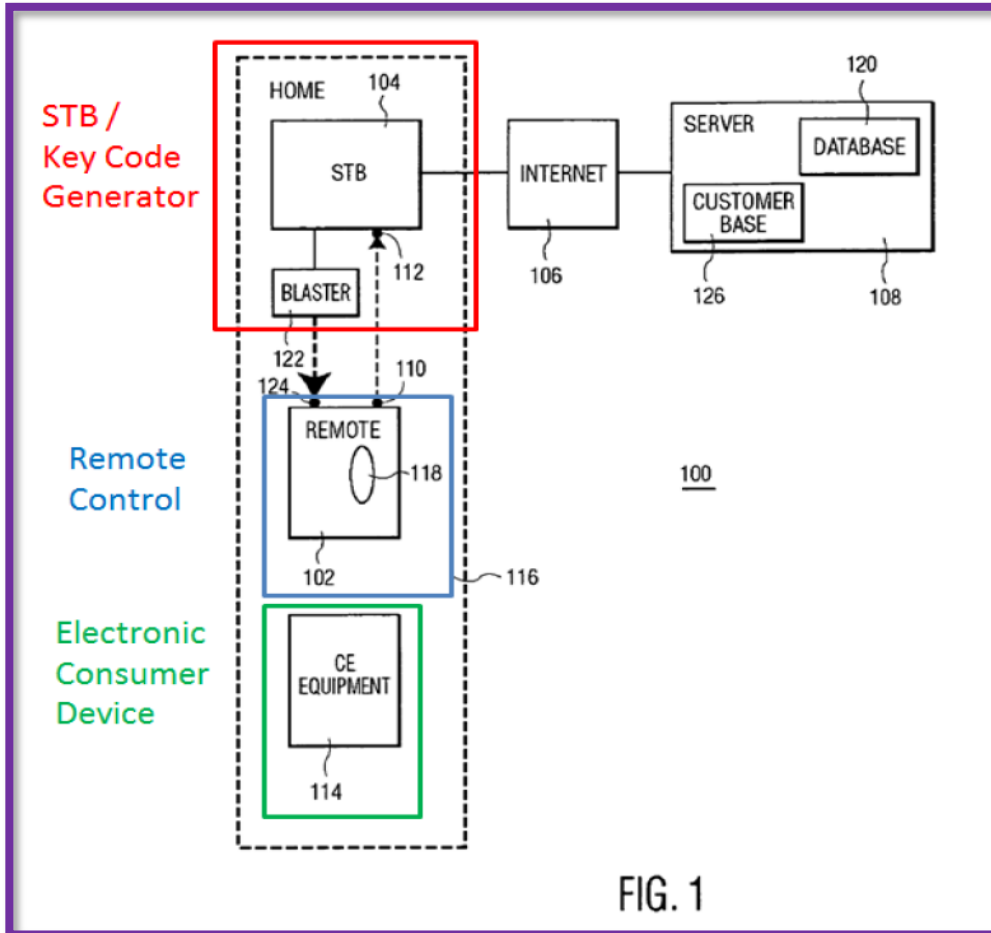 STB /
Key Code
Generator
HOME
104
STB
112
BLASTER
122
INTERNET
106
SERVER
120
DATABASE
CUSTOMER
BASE
126
108
Remote
Control
124
110
REMOTE
118
102
116
100
Electronic
Consumer
Device
CE
EQUIPMENT
114
FIG. 1